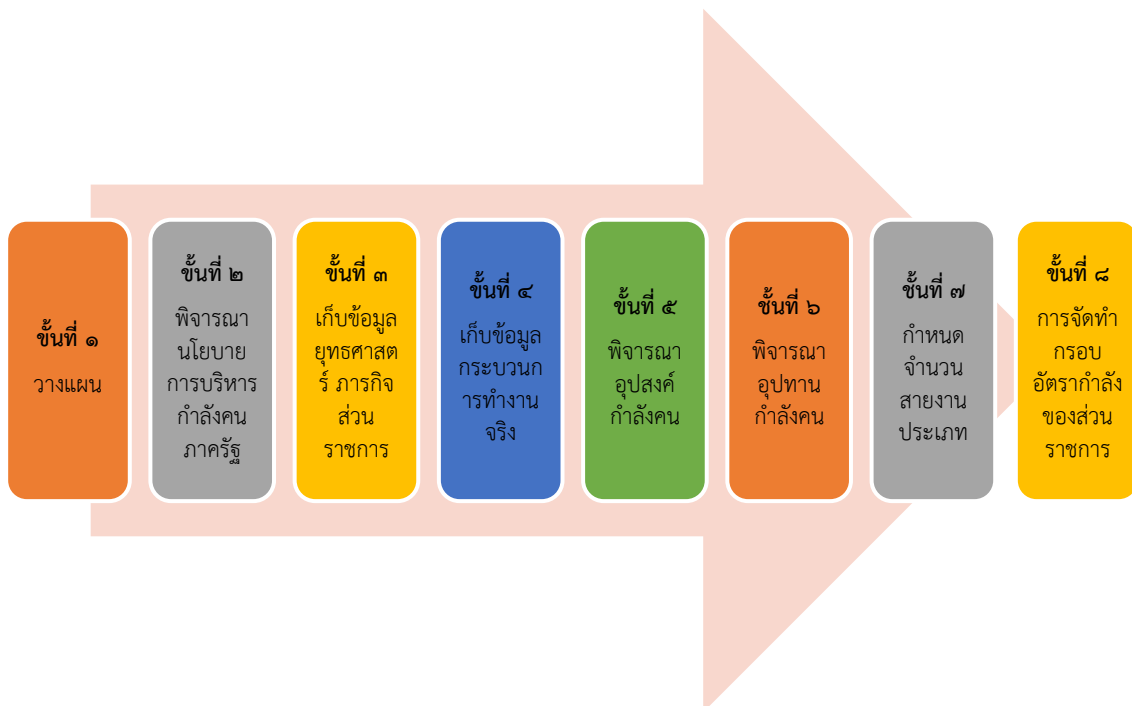 ขั้นที่ ๑
วางแผน
ขั้นที่ ๒
พิจารณา
นโยบาย
การบริหาร
กำลังคน
ภาครัฐ
ขั้นที่ ๓
เก็บข้อมูล
ยุทธศาสต
ร์ ภารกิจ
ส่วน
ราชการ
ขั้นที่ ๔
เก็บข้อมูล
กระบวนก
ารทำงาน
จริง
ขั้นที่ ๕
พิจารณา
อุปสงค์
กำลังคน
ชั้นที่ ๖
พิจารณา
อุปทาน
กำลังคน
ชั้นที่ ๗
กำหนด
จำนวน
สายงาน
ประเภท
ขั้นที่ ๘
การจัดทำ
กรอบ
อัตรากำลัง
ของส่วน
ราชการ